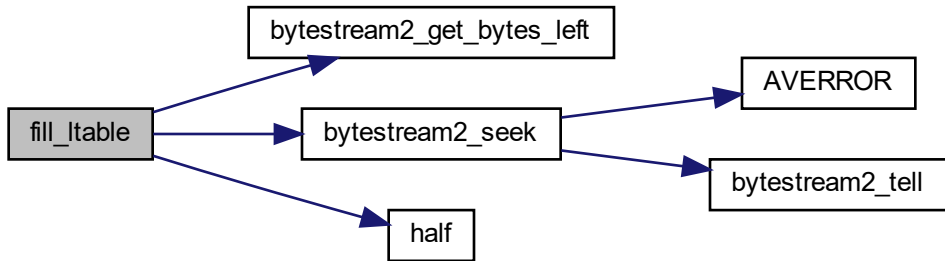 bytestream2_get_bytes_left
AVERROR
fill_ltable
bytestream2_seek
bytestream2_tell
half